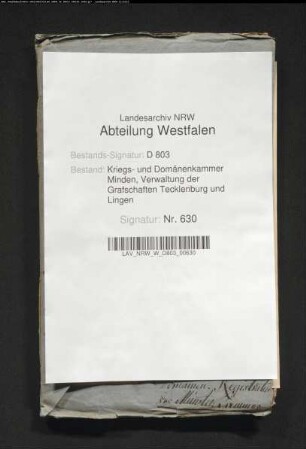 Landesarchiv NRW
Abteilung Westfalen
Bestands-Signatur: D 803
Bestand: Kriegs- und Domänenkammer
Minden, Verwaltung der
Grafschaften Tecklenburg und
Lingen
Signatur: Nr. 630
LAV_NRW_W_D803_00630